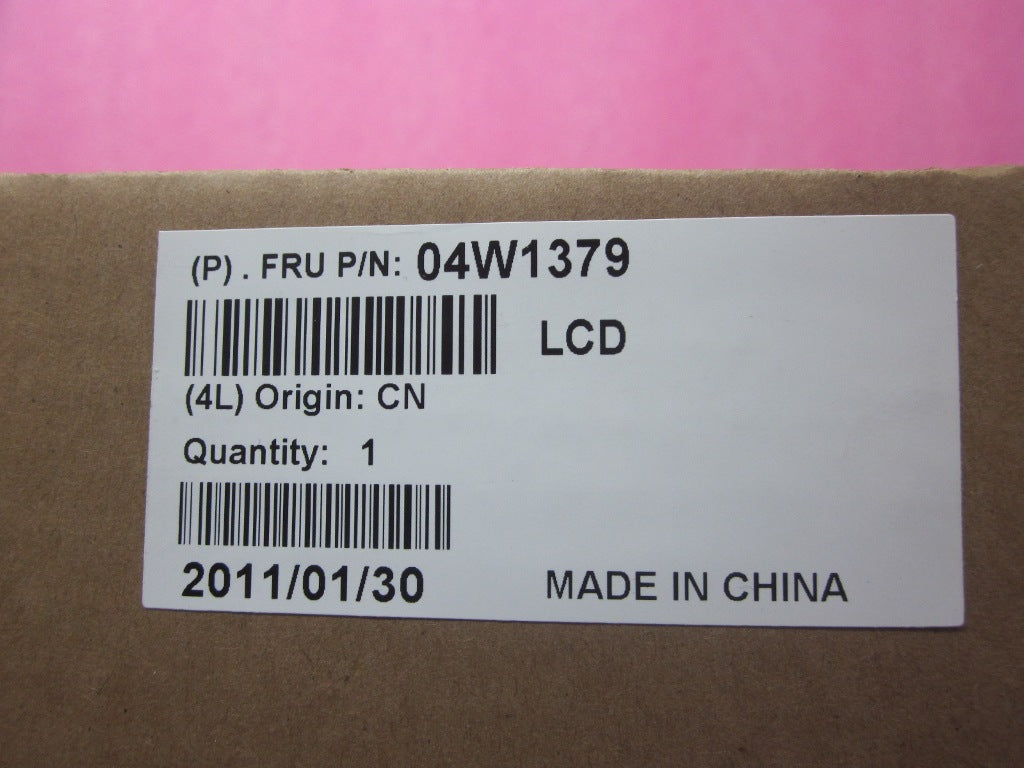 (P) . FRU P/N: 04W1379
LCD
(4L) Origin: CN
Quantity: 1
2011/01/30
MADE IN CHINA